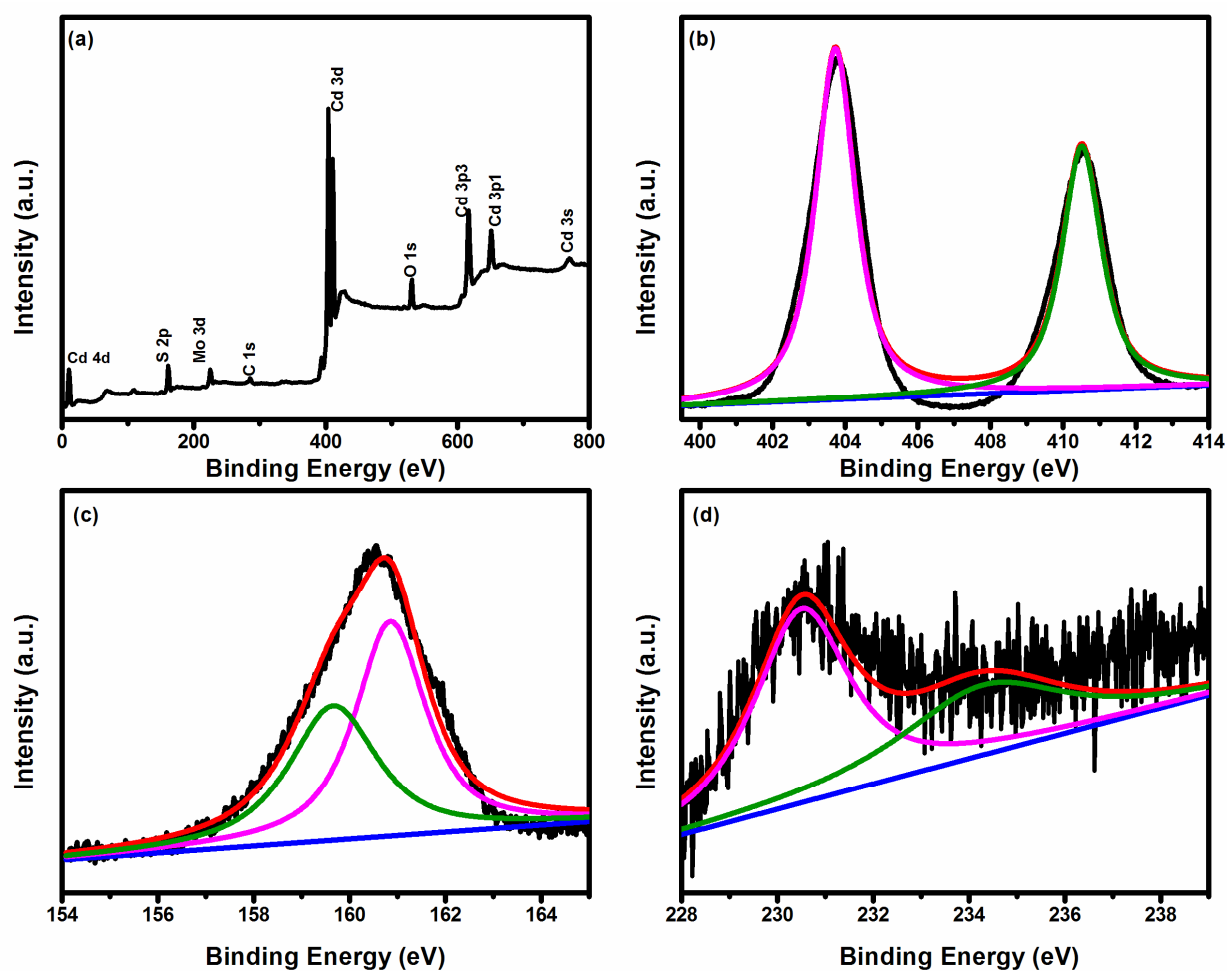 (a)
Cd 4d
S 2p
Mo 3d
C 1s
Cd 3d
O 1s
Cd 3p3
Cd 3p1
Cd 3s
Intensity (a.u.)
0 200 400 600 800
Binding Energy (eV)
(b)
Intensity (a.u.)
400 402 404 406 408 410 412 414
Binding Energy (eV)
(c)
Intensity (a.u.)
154 156 158 160 162 164
Binding Energy (eV)
(d)
Intensity (a.u.)
228 230 232 234 236 238
Binding Energy (eV)